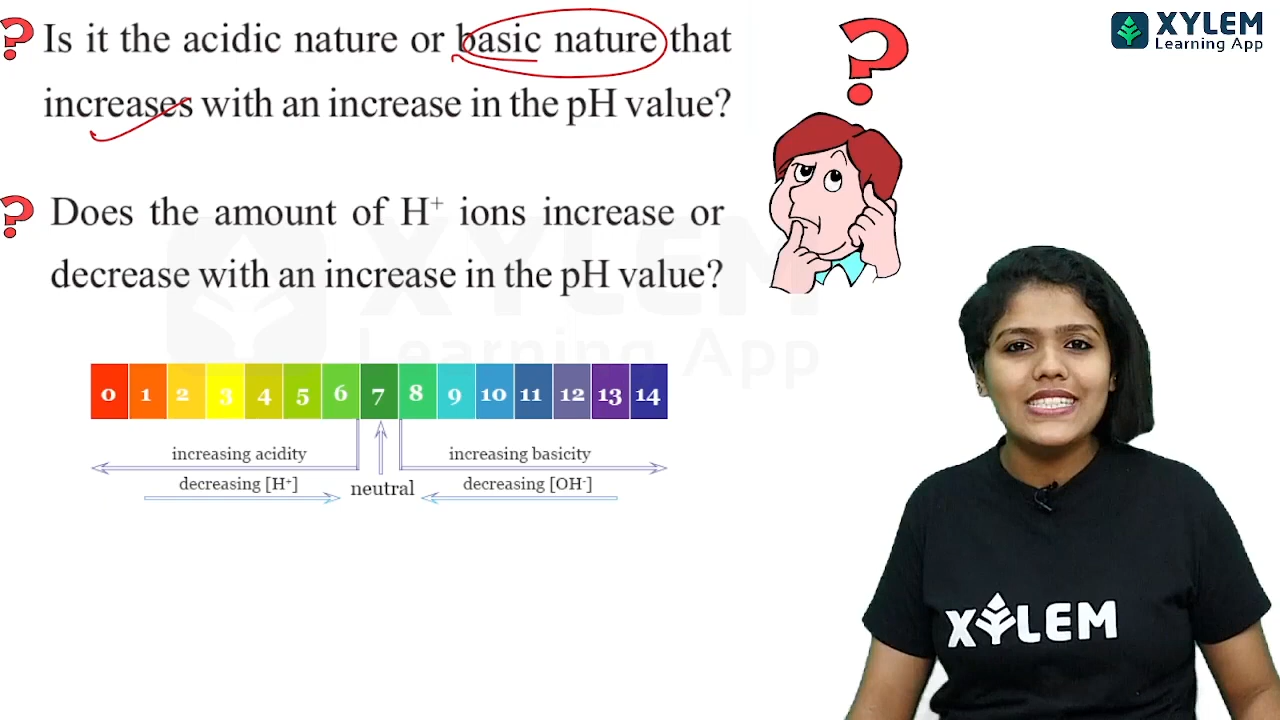 XYLEM
Learning App
? Is it the acidic nature or basic nature that
increases with an increase in the pH value?
?
? Does the amount of H⁺ ions increase or
decrease with an increase in the pH value?
XYLEM
Learning App
0 1 2 3 4 5 6 7 8 9 10 11 12 13 14
increasing acidity increasing basicity
decreasing [H⁺] neutral decreasing [OH⁻]
XYLEM